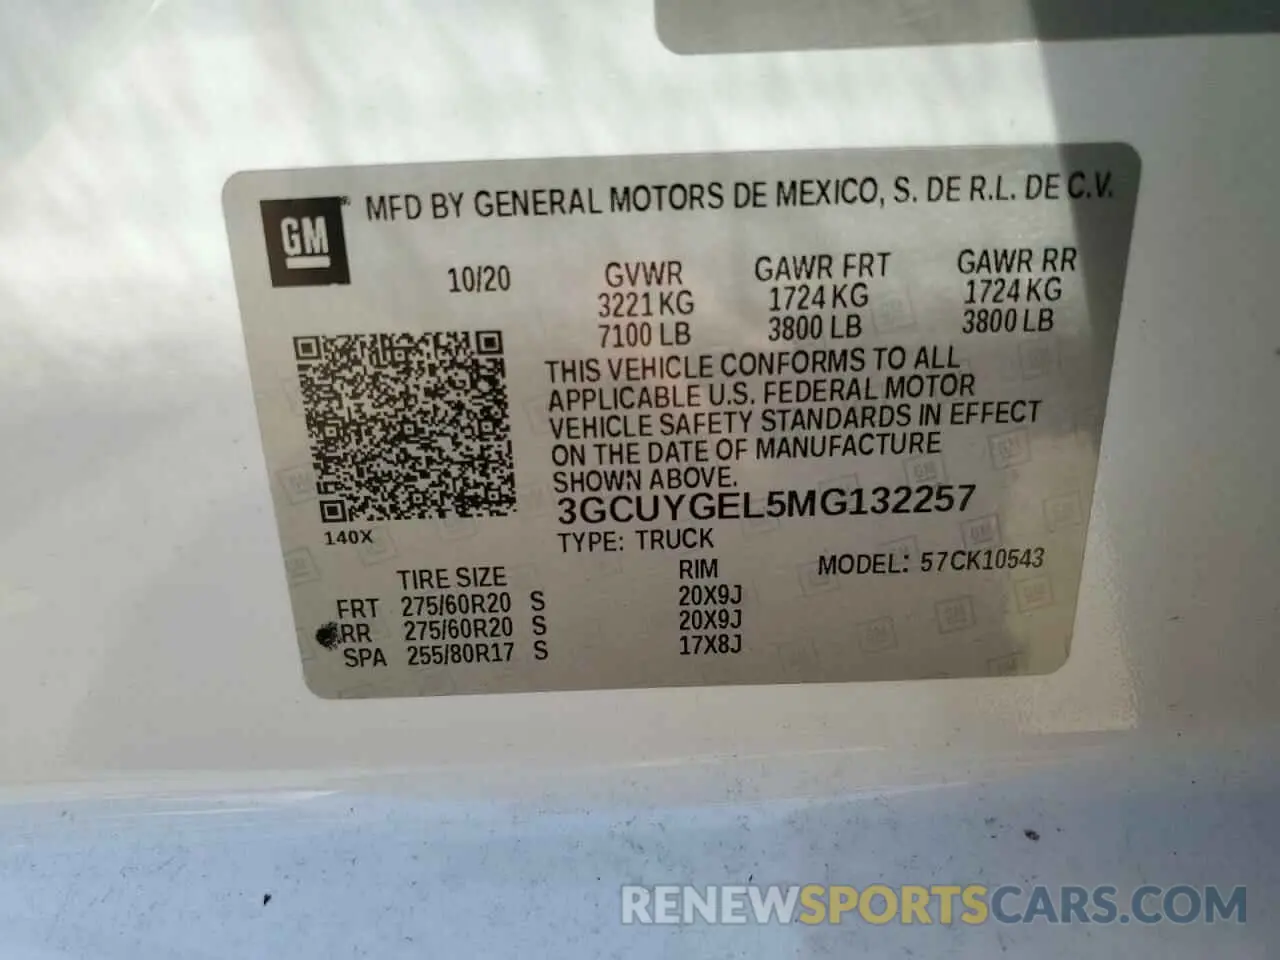 GM MFD BY GENERAL MOTORS DE MEXICO, S. DE R.L. DE C.V.
10/20 GVWR GAWR FRT GAWR RR
3221 KG 1724 KG 1724 KG
7100 LB 3800 LB 3800 LB
THIS VEHICLE CONFORMS TO ALL
APPLICABLE U.S. FEDERAL MOTOR
VEHICLE SAFETY STANDARDS IN EFFECT
ON THE DATE OF MANUFACTURE
SHOWN ABOVE.
3GCUYGEL5MG132257
140X
TYPE: TRUCK
MODEL: 57CK10543
TIRE SIZE RIM
FRT 275/60R20 S 20X9J
RR 275/60R20 S 20X9J
SPA 255/80R17 S 17X8J
RENEWSPORTSCARS.COM